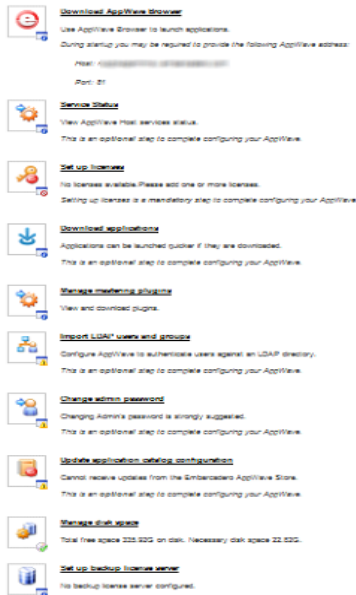 Download AppWave Browser
Use AppWave Browser to launch applications.
During startup you may be required to provide the following AppWave address:
Host:
Port: 81
Service Status
View AppWave Host services status.
This is an optional step to complete configuring your AppWave.
Set up licenses
No licenses available.Please add one or more licenses.
Setting up licenses is a mandatory step to complete configuring your AppWave
Download applications
Applications can be launched quicker if they are downloaded.
This is an optional step to complete configuring your AppWave.
Manage mastering plugins
View and download plugins.
Import LDAP users and groups
Configure AppWave to authenticate users against an LDAP directory.
This is an optional step to complete configuring your AppWave.
Change admin password
Changing Admin's password is strongly suggested.
This is an optional step to complete configuring your AppWave.
Update application catalog configuration
Cannot receive updates from the Embarcadero AppWave Store.
This is an optional step to complete configuring your AppWave.
Manage disk space
Total free space on disk. Necessary disk space
Set up backup license server
No backup license server configured.